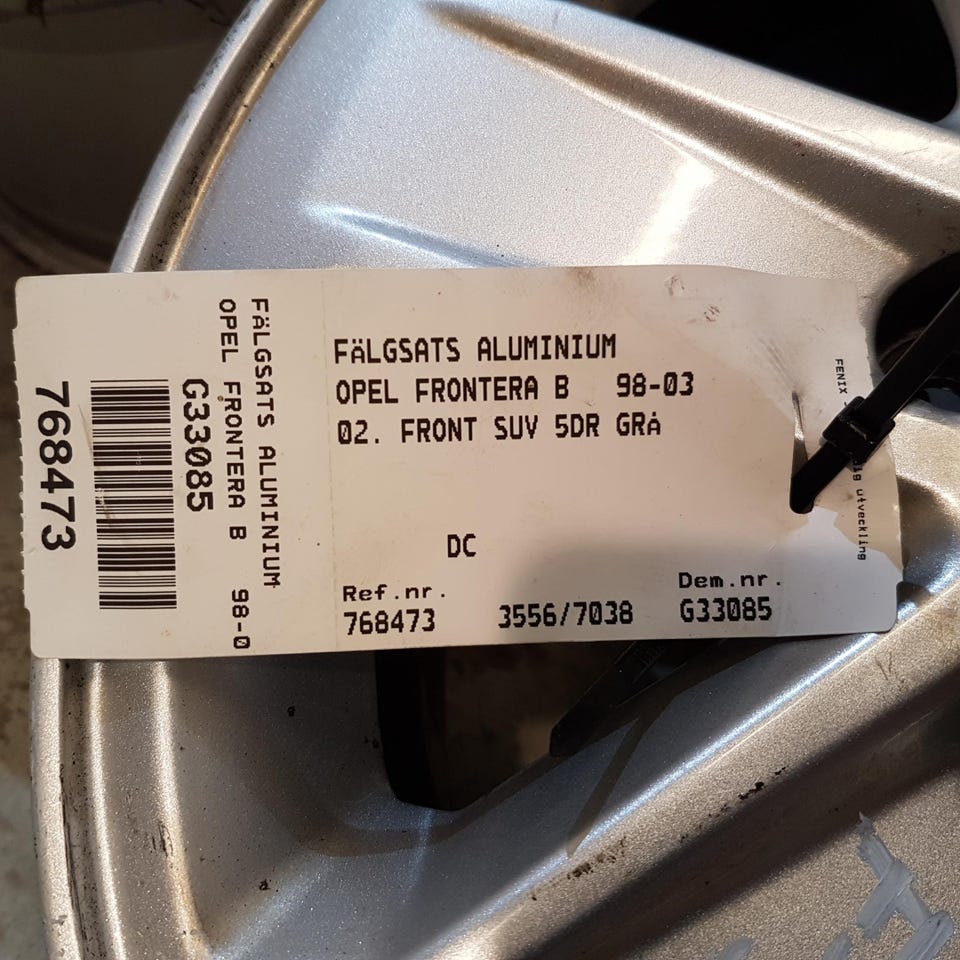 768473
G33085
OPEL FRONTERA B 98-0
FÄLGSATS ALUMINIUM
FÄLGSATS ALUMINIUM
OPEL FRONTERA B 98-03
02. FRONT SUV 5DR GRÅ
DC
Ref.nr. Dem.nr.
768473 3556/7038 G33085
FENIX
utveckling